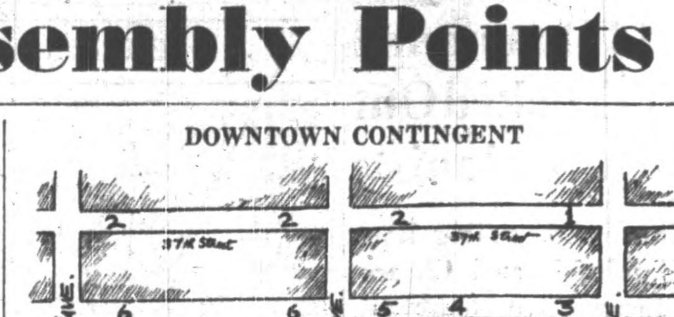 sembly Points
DOWNTOWN CONTINGENT
2 2 2 1
37th Street 37th Street
6 6 5 4 3